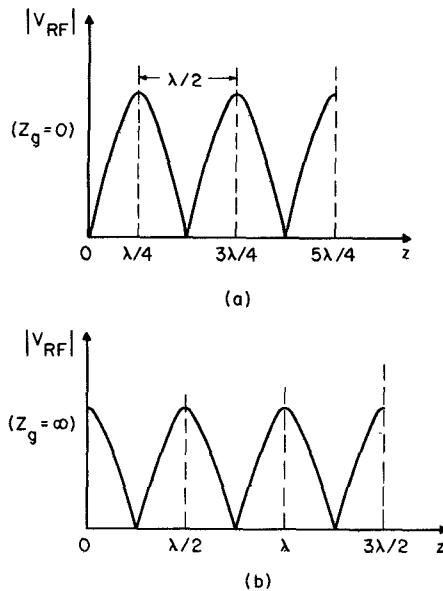 |V_RF|
λ/2
(Z_g=0)
0 λ/4 3λ/4 5λ/4 z
(a)
|V_RF|
(Z_g=∞)
0 λ/2 λ 3λ/2 z
(b)